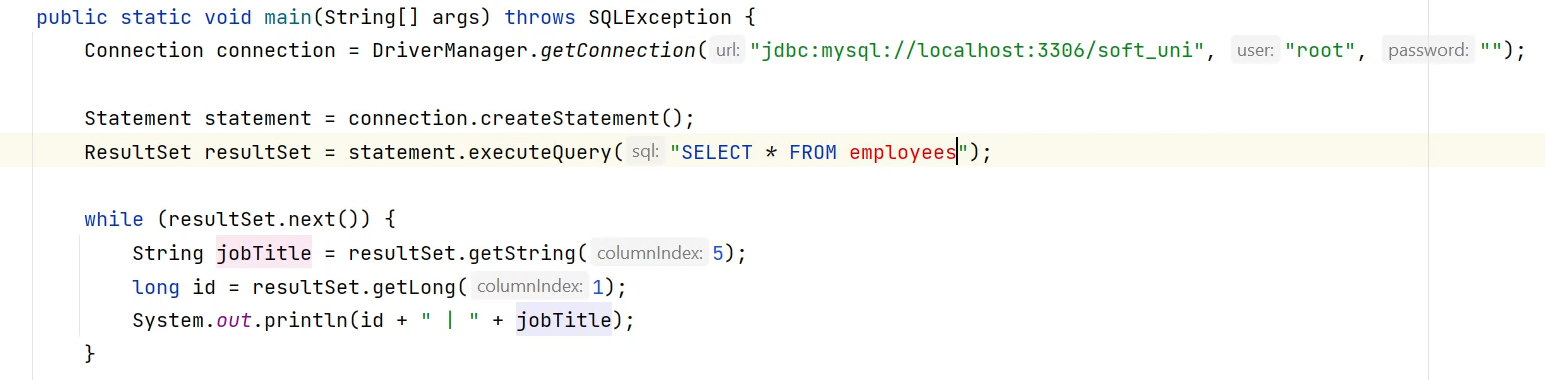 public static void main(String[] args) throws SQLException {
Connection connection = DriverManager.getConnection( url: "jdbc:mysql://localhost:3306/soft_uni", user: "root", password: "");
Statement statement = connection.createStatement();
ResultSet resultSet = statement.executeQuery( sql: "SELECT * FROM employees");
while (resultSet.next()) {
String jobTitle = resultSet.getString( columnIndex: 5);
long id = resultSet.getLong( columnIndex: 1);
System.out.println(id + " | " + jobTitle);
}